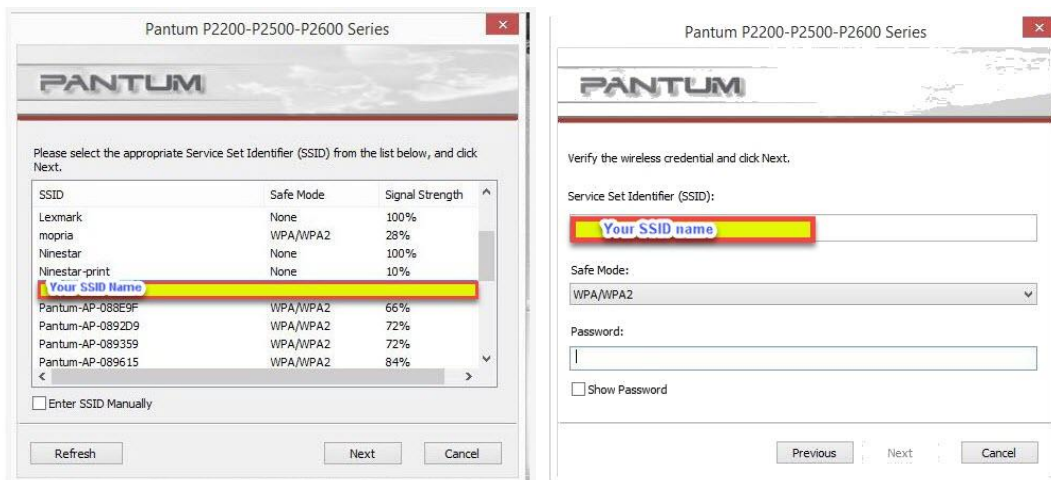 Pantum P2200-P2500-P2600 Series
PANTUM
Please select the appropriate Service Set Identifier (SSID) from the list below, and click
Next.
SSID Safe Mode Signal Strength
Lexmark None 100%
mopria WPA/WPA2 28%
Ninestar None 100%
Ninestar-print None 10%
Your SSID Name
Pantum-AP-088E9F WPA/WPA2 66%
Pantum-AP-0892D9 WPA/WPA2 72%
Pantum-AP-089359 WPA/WPA2 72%
Pantum-AP-089615 WPA/WPA2 84%
Enter SSID Manually
Refresh Next Cancel
Pantum P2200-P2500-P2600 Series
PANTUM
Verify the wireless credential and click Next.
Service Set Identifier (SSID):
Your SSID name
Safe Mode:
WPA/WPA2
Password:
Show Password
Previous Next Cancel